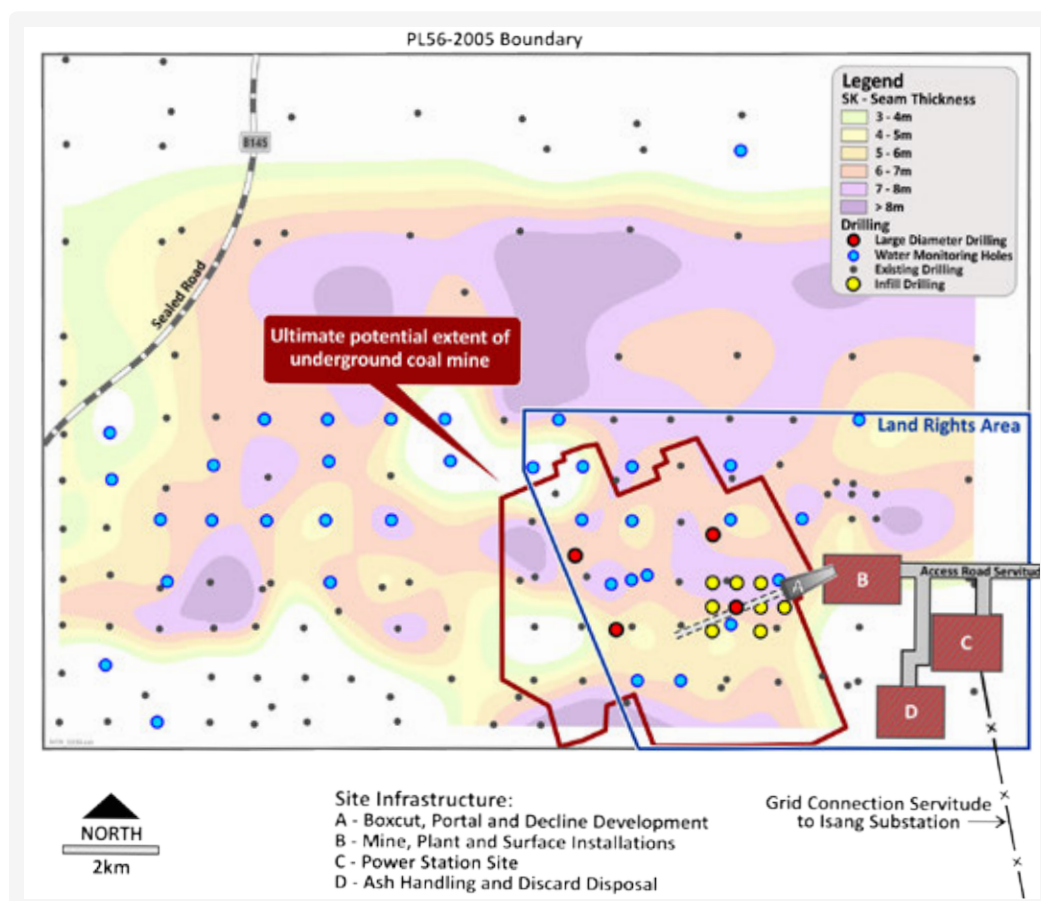 PL56-2005 Boundary
Legend
SK - Seam Thickness
3 - 4m
4 - 5m
5 - 6m
6 - 7m
7 - 8m
> 8m
Drilling
Large Diameter Drilling
Water Monitoring Holes
Existing Drilling
Infill Drilling
B145
Sealed Road
Ultimate potential extent of
underground coal mine
Land Rights Area
A
B
Access Road Servitud
C
D
NORTH
2km
Site Infrastructure:
A - Boxcut, Portal and Decline Development
B - Mine, Plant and Surface Installations
C - Power Station Site
D - Ash Handling and Discard Disposal
Grid Connection Servitude
to Isang Substation